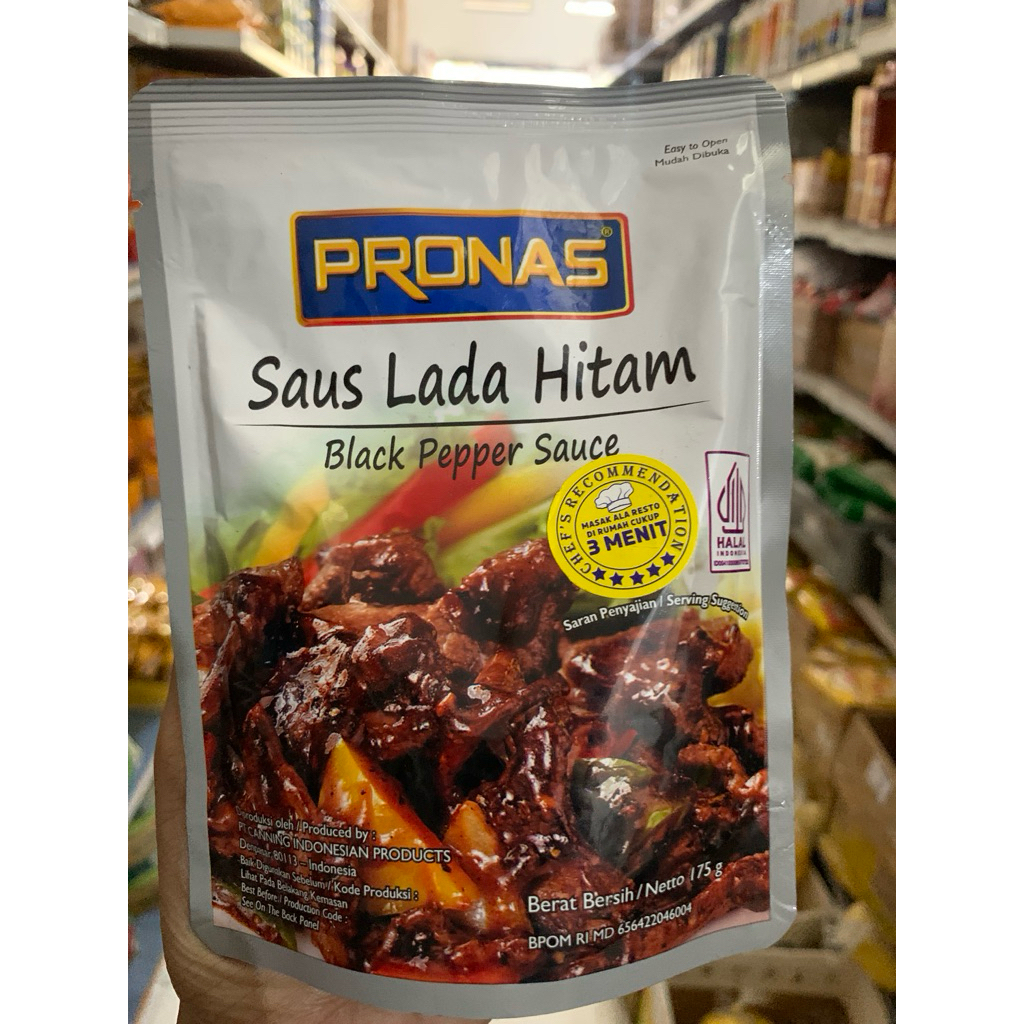 Easy to Open
Mudah Dibuka
PRONAS®
Saus Lada Hitam
Black Pepper Sauce
CHEF'S RECOMMENDATION
MASAK ALA RESTO
DI RUMAH CUKUP
3 MENIT
HALAL
INDONESIA
Saran Penyajian / Serving Suggestion
Produksi oleh / Produced by :
PT CANNING INDONESIAN PRODUCTS
Denpasar 80113 - Indonesia
Baik Digunakan Sebelum / Kode Produksi :
Lihat Pada Belakang Kemasan
Best Before / Production Code :
See On The Back Panel
Berat Bersih / Netto 175 g
BPOM RI MD 656422046004